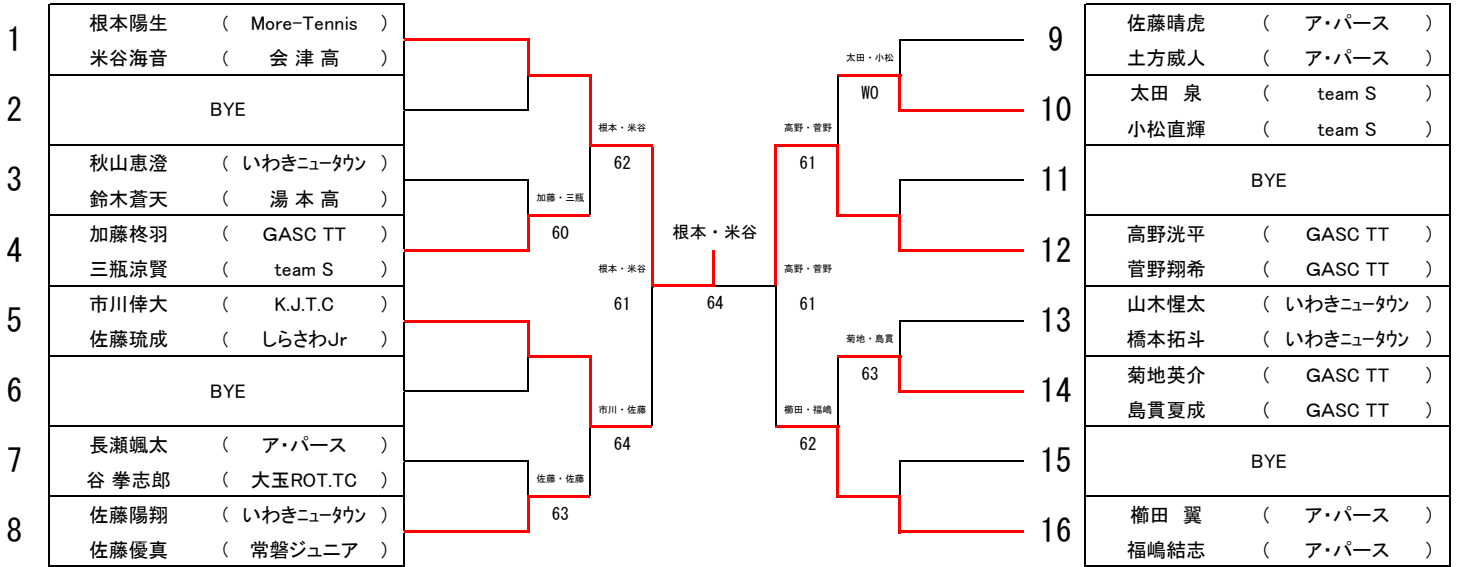 1
根本陽生 ( More-Tennis )
米谷海音 ( 会 津 高 )
2
BYE
3
秋山恵澄 ( いわきニュータウン )
鈴木蒼天 ( 湯 本 高 )
4
加藤柊羽 ( GASC TT )
三瓶涼賢 ( team S )
5
市川倖大 ( K.J.T.C )
佐藤琉成 ( しらさわJr )
6
BYE
7
長瀬颯太 ( ア・パース )
谷 拳志郎 ( 大玉ROT.TC )
8
佐藤陽翔 ( いわきニュータウン )
佐藤優真 ( 常磐ジュニア )
加藤・三瓶
60
佐藤・佐藤
63
根本・米谷
62
市川・佐藤
64
根本・米谷
61
根本・米谷
64
高野・菅野
61
高野・菅野
61
櫛田・福嶋
62
太田・小松
WO
菊地・島貫
63
9
佐藤晴虎 ( ア・パース )
土方威人 ( ア・パース )
10
太田 泉 ( team S )
小松直輝 ( team S )
11
BYE
12
高野洸平 ( GASC TT )
菅野翔希 ( GASC TT )
13
山木惺太 ( いわきニュータウン )
橋本拓斗 ( いわきニュータウン )
14
菊地英介 ( GASC TT )
島貫夏成 ( GASC TT )
15
BYE
16
櫛田 翼 ( ア・パース )
福嶋結志 ( ア・パース )